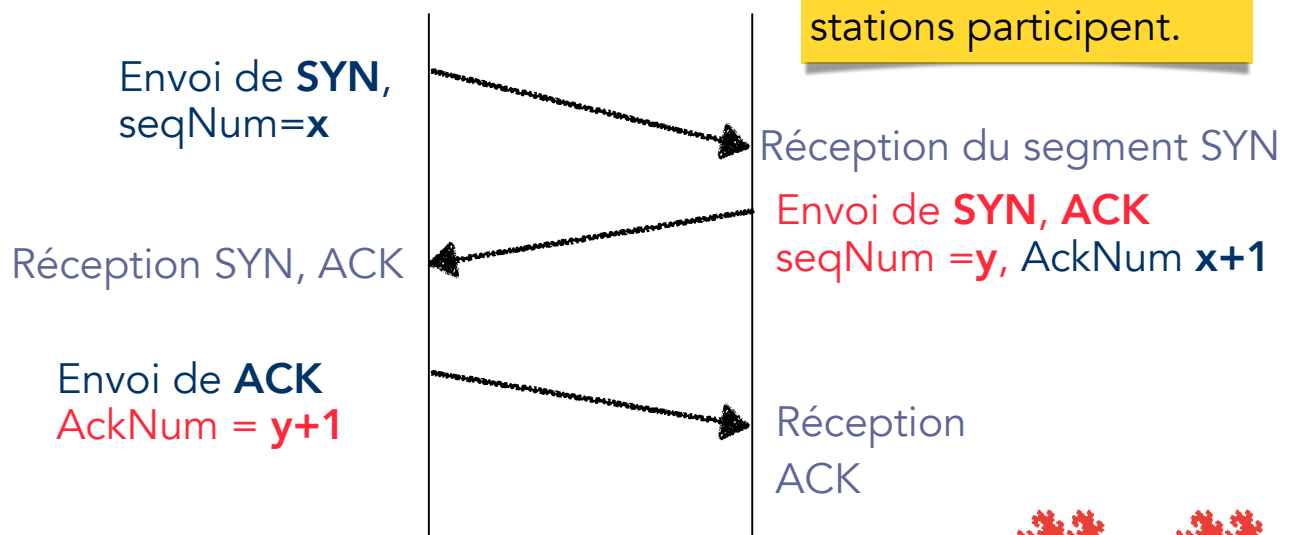 stations participent.
Envoi de SYN,
seqNum=x
Réception du segment SYN
Envoi de SYN, ACK
seqNum =y, AckNum x+1
Réception SYN, ACK
Envoi de ACK
AckNum = y+1
Réception
ACK